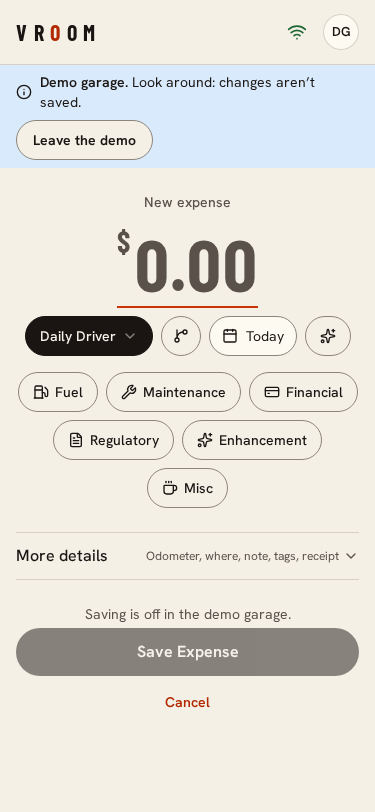 VROOM
DG
Demo garage. Look around: changes aren’t
saved.
Leave the demo
New expense
$0.00
Daily Driver
Today
Fuel
Maintenance
Financial
Regulatory
Enhancement
Misc
More details
Odometer, where, note, tags, receipt
Saving is off in the demo garage.
Save Expense
Cancel